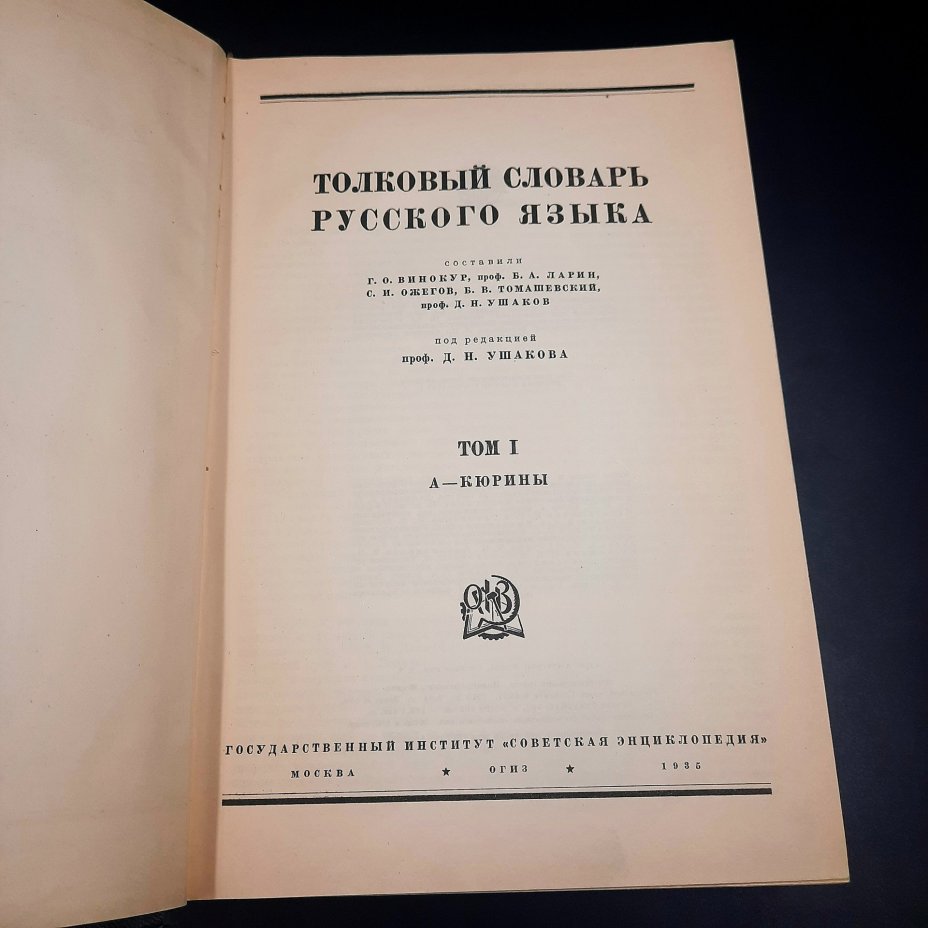 ТОЛКОВЫЙ СЛОВАРЬ
РУССКОГО ЯЗЫКА
составили
Г. О. ВИНОКУР, проф. Б. А. ЛАРИН,
С. И. ОЖЕГОВ, Б. В. ТОМАШЕВСКИЙ,
проф. Д. Н. УШАКОВ
под редакцией
проф. Д. Н. УШАКОВА
ТОМ I
А—КЮРИНЫ
ГОСУДАРСТВЕННЫЙ ИНСТИТУТ «СОВЕТСКАЯ ЭНЦИКЛОПЕДИЯ»
МОСКВА ★ ОГИЗ ★ 1935